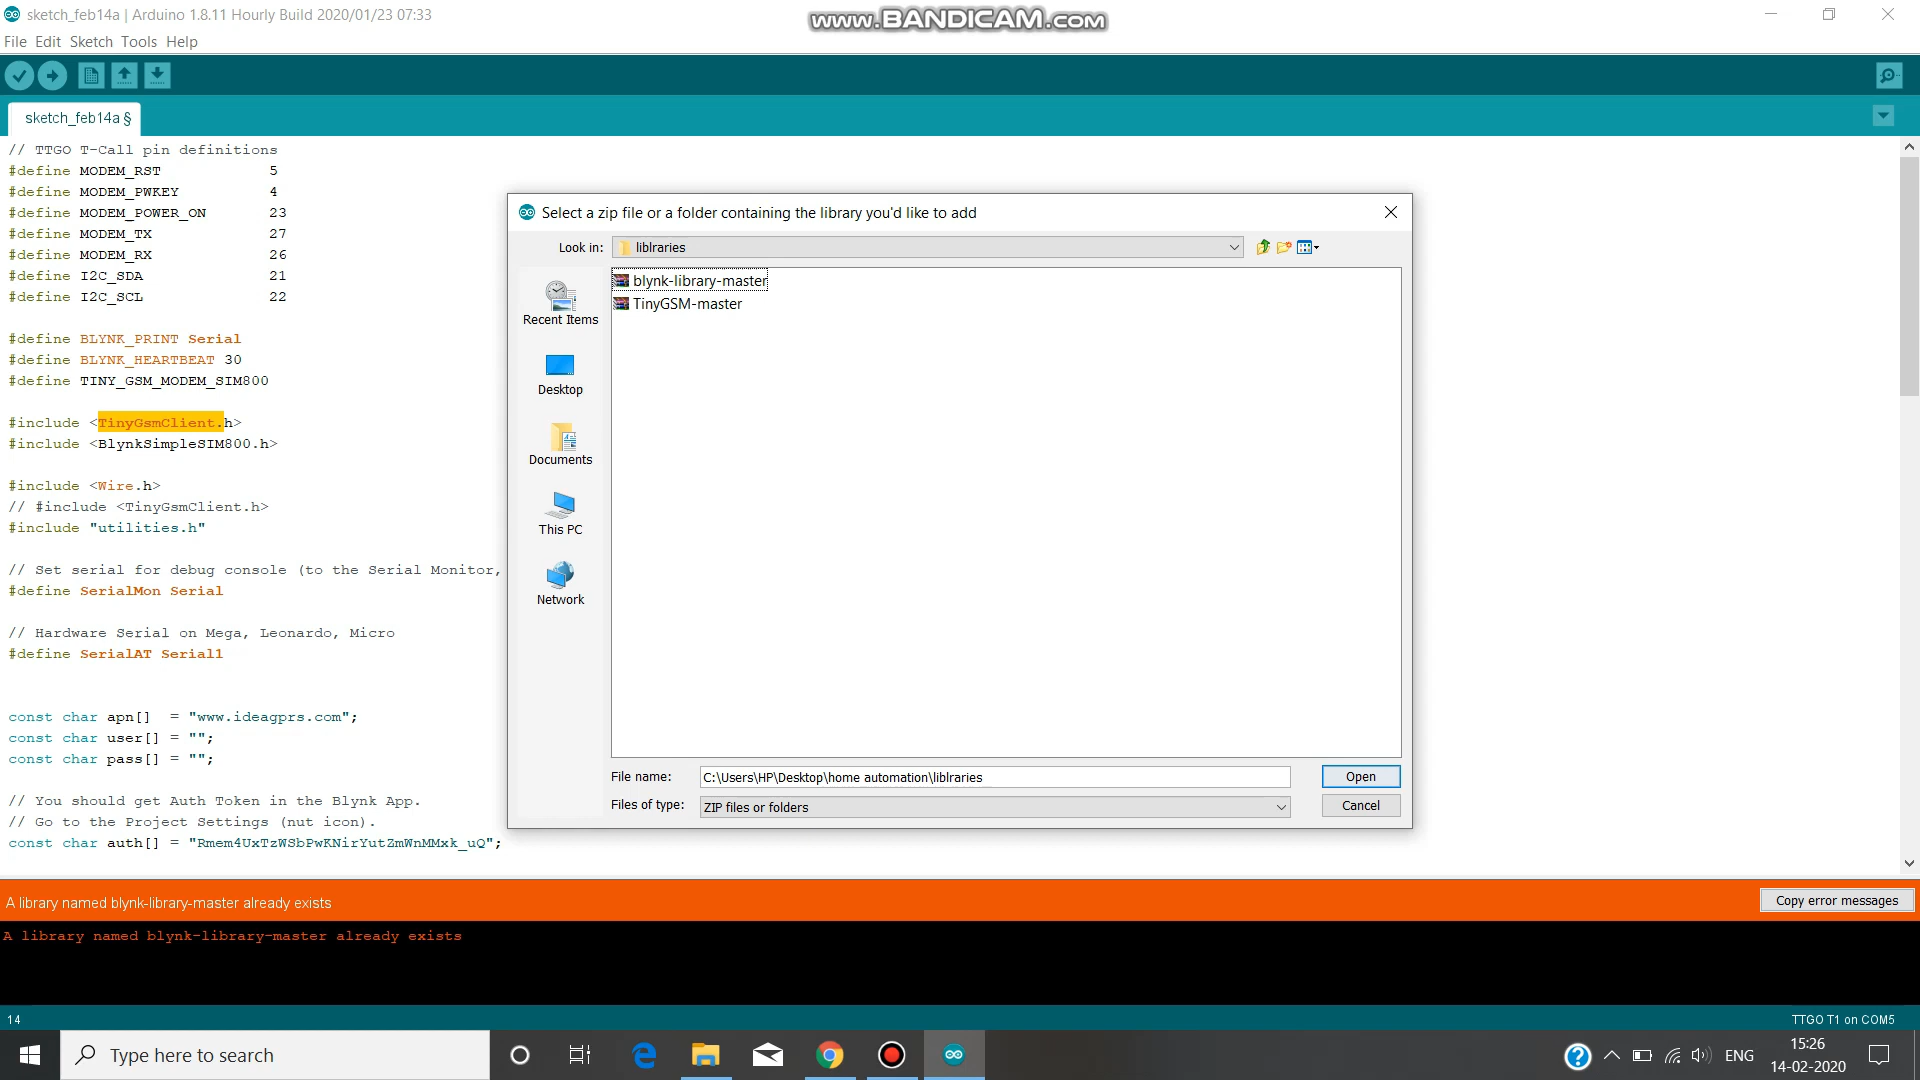 sketch_feb14a | Arduino 1.8.11 Hourly Build 2020/01/23 07:33
www.BANDICAM.com
File Edit Sketch Tools Help
sketch_feb14a §
// TTGO T-Call pin definitions
#define MODEM_RST 5
#define MODEM_PWKEY 4
#define MODEM_POWER_ON 23
#define MODEM_TX 27
#define MODEM_RX 26
#define I2C_SDA 21
#define I2C_SCL 22
#define BLYNK_PRINT Serial
#define BLYNK_HEARTBEAT 30
#define TINY_GSM_MODEM_SIM800
#include <TinyGsmClient.h>
#include <BlynkSimpleSIM800.h>
#include <Wire.h>
// #include <TinyGsmClient.h>
#include "utilities.h"
// Set serial for debug console (to the Serial Monitor,
#define SerialMon Serial
// Hardware Serial on Mega, Leonardo, Micro
#define SerialAT Serial1
const char apn[] = "www.ideagprs.com";
const char user[] = "";
const char pass[] = "";
// You should get Auth Token in the Blynk App.
// Go to the Project Settings (nut icon).
const char auth[] = "Rmem4UxTzWSbPwKNirYutZmWnMMxk_uQ";
Select a zip file or a folder containing the library you'd like to add
Look in: liblraries
blynk-library-master
TinyGSM-master
Recent Items
Desktop
Documents
This PC
Network
File name: C:\Users\HP\Desktop\home automation\liblraries
Open
Files of type: ZIP files or folders
Cancel
A library named blynk-library-master already exists
Copy error messages
A library named blynk-library-master already exists
14
TTGO T1 on COM5
Type here to search
ENG
15:26
14-02-2020